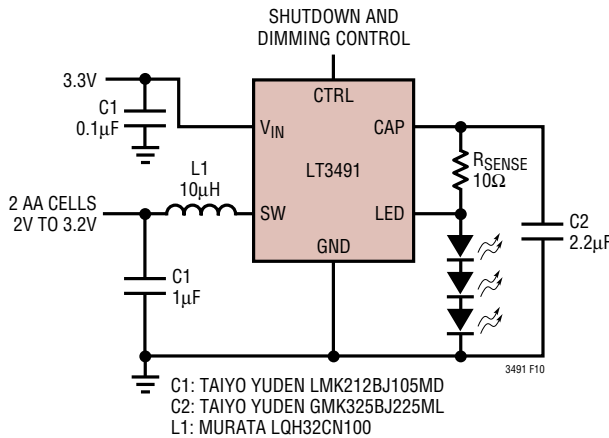 SHUTDOWN AND
DIMMING CONTROL
3.3V
CTRL
C1
0.1µF
VIN
CAP
RSENSE
10Ω
LT3491
L1
10µH
2 AA CELLS
2V TO 3.2V
SW
LED
C2
2.2µF
GND
C1
1µF
3491 F10
C1: TAIYO YUDEN LMK212BJ105MD
C2: TAIYO YUDEN GMK325BJ225ML
L1: MURATA LQH32CN100